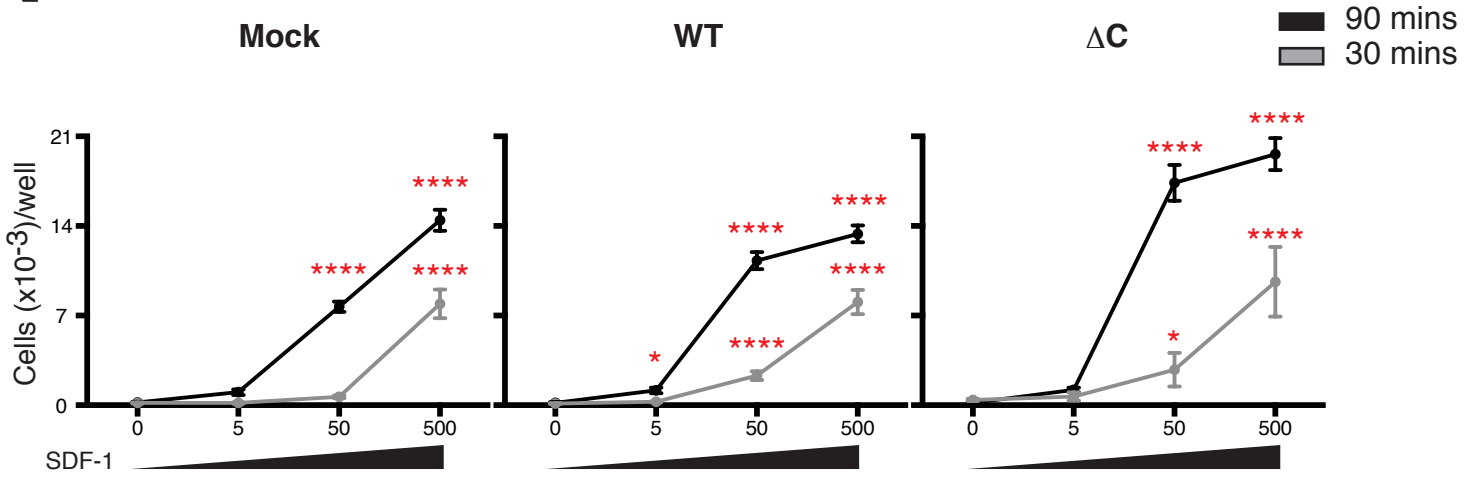 Mock WT ΔC
90 mins
30 mins
Cells (x10-3)/well
21
14
7
0
**** **** ****
* **** **** **** ****
**** **** * ****
0 5 50 500 0 5 50 500 0 5 50 500
SDF-1